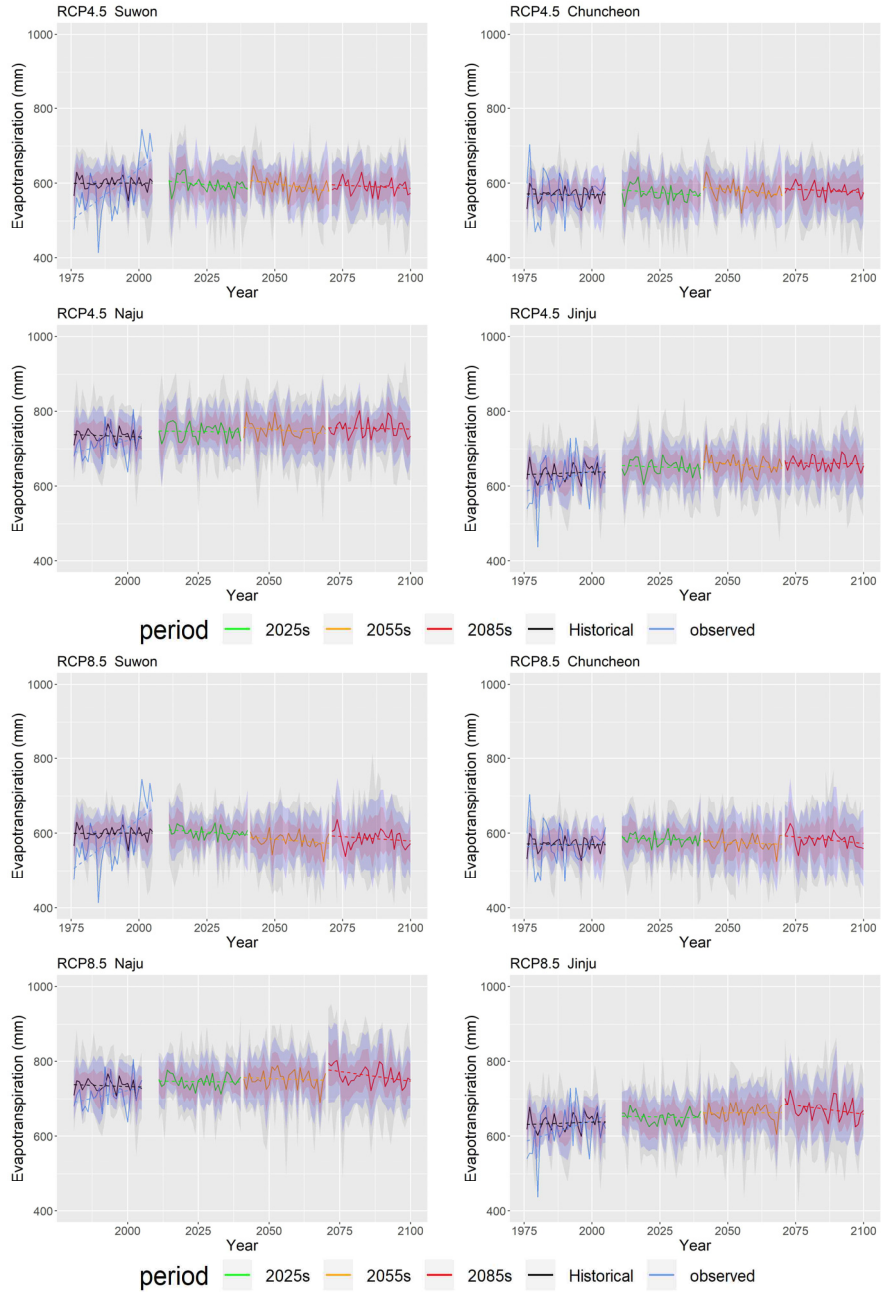 RCP4.5 Suwon
1000
800
600
400
Evapotranspiration (mm)
1975 2000 2025 2050 2075 2100
Year
RCP4.5 Chuncheon
1000
800
600
400
Evapotranspiration (mm)
1975 2000 2025 2050 2075 2100
Year
RCP4.5 Naju
1000
800
600
400
Evapotranspiration (mm)
2000 2025 2050 2075 2100
Year
RCP4.5 Jinju
1000
800
600
400
Evapotranspiration (mm)
1975 2000 2025 2050 2075 2100
Year
period 2025s 2055s 2085s Historical observed
RCP8.5 Suwon
1000
800
600
400
Evapotranspiration (mm)
1975 2000 2025 2050 2075 2100
Year
RCP8.5 Chuncheon
1000
800
600
400
Evapotranspiration (mm)
1975 2000 2025 2050 2075 2100
Year
RCP8.5 Naju
1000
800
600
400
Evapotranspiration (mm)
2000 2025 2050 2075 2100
Year
RCP8.5 Jinju
1000
800
600
400
Evapotranspiration (mm)
1975 2000 2025 2050 2075 2100
Year
period 2025s 2055s 2085s Historical observed